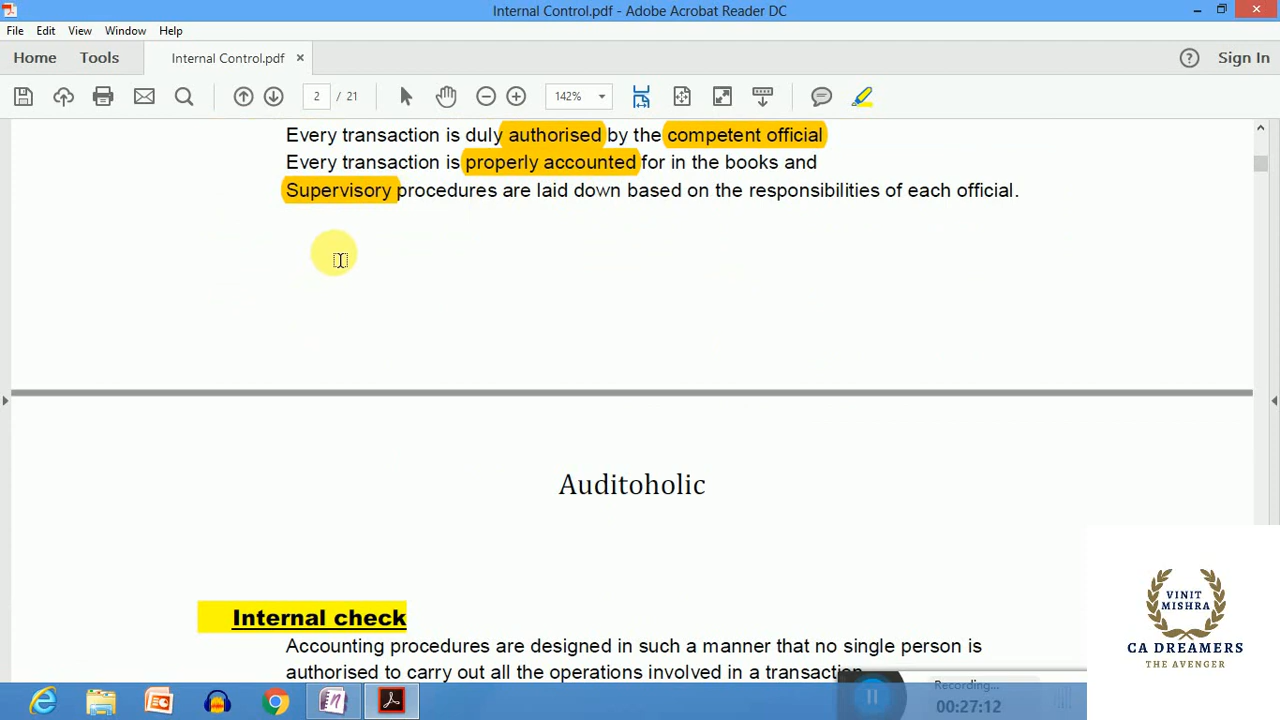 Internal Control.pdf - Adobe Acrobat Reader DC
File Edit View Window Help
Home Tools Internal Control.pdf × Sign In
2 / 21 142%
Every transaction is duly authorised by the competent official
Every transaction is properly accounted for in the books and
Supervisory procedures are laid down based on the responsibilities of each official.
Auditoholic
Internal check
Accounting procedures are designed in such a manner that no single person is
authorised to carry out all the operations involved in a transaction
VINIT
MISHRA
CA DREAMERS
THE AVENGER
Recording...
00:27:12